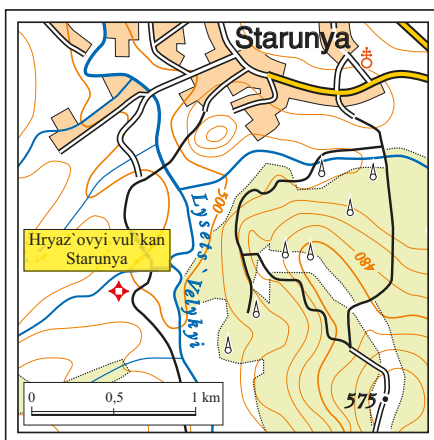 Starunya
500
Lysets`-Velykyi
480
Hryaz`ovyi vul'kan
Starunya
0 0,5 1 km
575